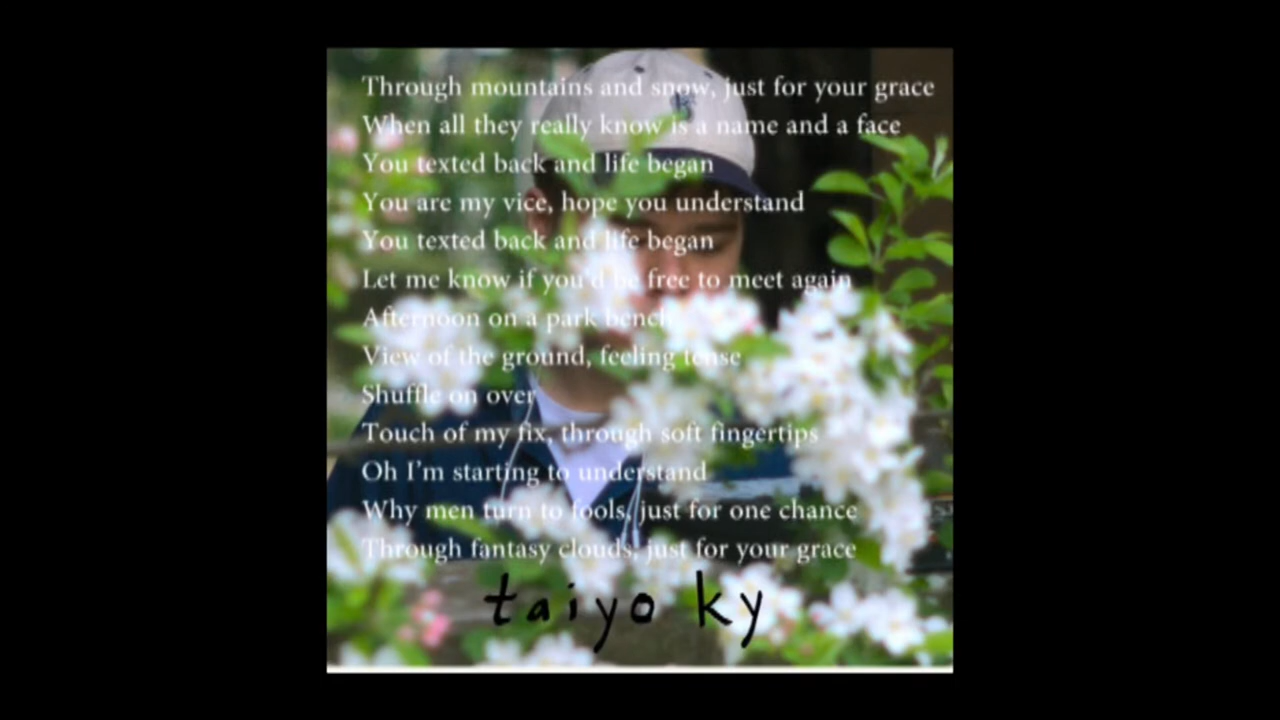 Through mountains and snow, just for your grace
When all they really know is a name and a face
You texted back and life began
You are my vice, hope you understand
You texted back and life began
Let me know if you'd be free to meet again
Afternoon on a park bench
View of the ground, feeling tense
Shuffle on over
Touch of my fix, through soft fingertips
Oh I'm starting to understand
Why men turn to fools, just for one chance
Through fantasy clouds, just for your grace
taiyo ky